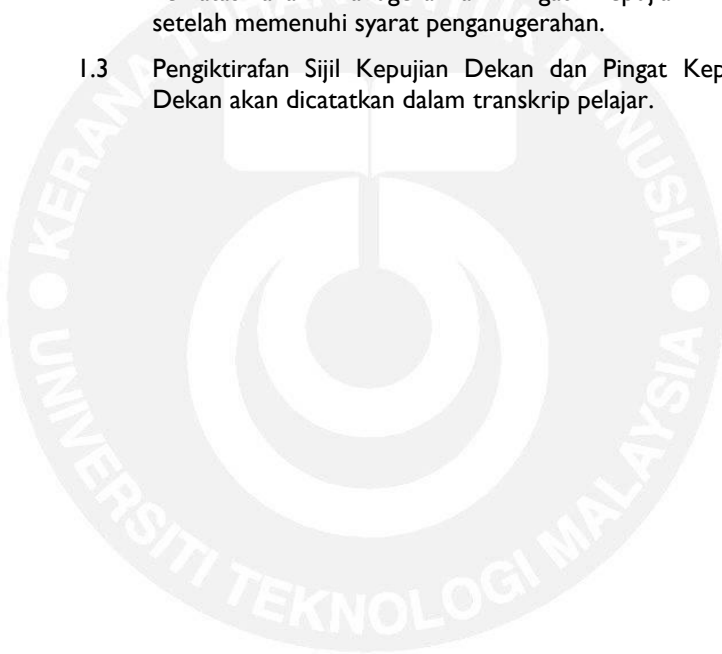 setelah memenuhi syarat penganugerahan.
1.3 Pengiktirafan Sijil Kepujian Dekan dan Pingat Kep
Dekan akan dicatatkan dalam transkrip pelajar.
KERANA TUHAN UNTUK MANUSIA
UNIVERSITI TEKNOLOGI MALAYSIA